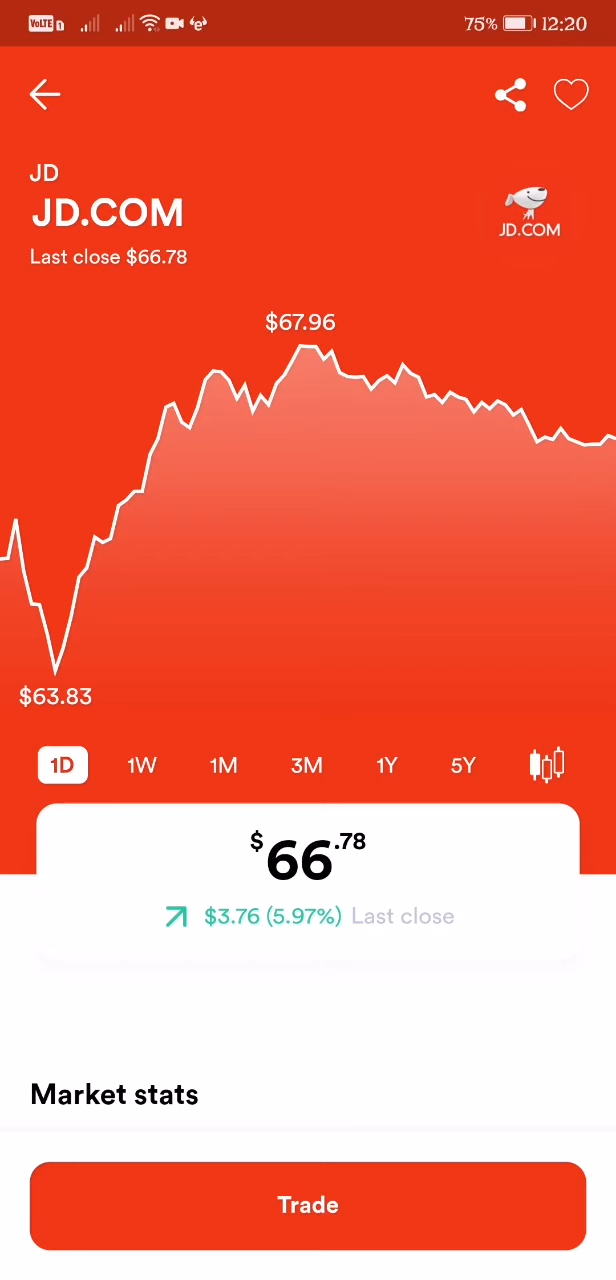 VoLTE 1 75% 12:20
JD
JD.COM
Last close $66.78
JD.COM
$67.96
$63.83
1D 1W 1M 3M 1Y 5Y
$66.78
$3.76 (5.97%) Last close
Market stats
Trade